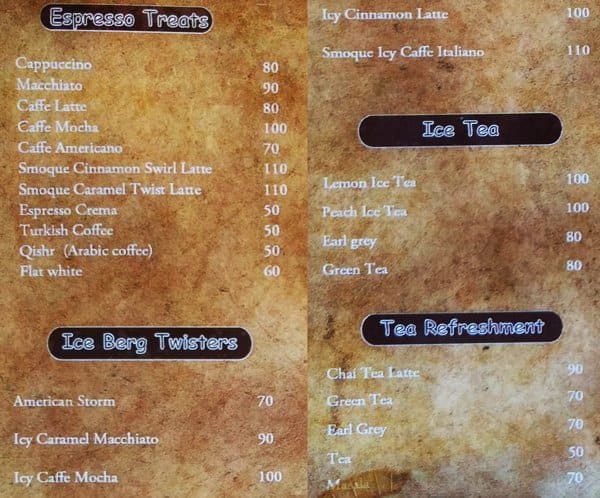 Espresso Treats
Cappuccino 80
Macchiato 90
Caffe Latte 80
Caffe Mocha 100
Caffe Americano 70
Smoque Cinnamon Swirl Latte 110
Smoque Caramel Twist Latte 110
Espresso Crema 50
Turkish Coffee 50
Qishr (Arabic coffee) 50
Flat white 60
Ice Berg Twisters
American Storm 70
Icy Caramel Macchiato 90
Icy Caffe Mocha 100
Icy Cinnamon Latte 100
Smoque Icy Caffe Italiano 110
Ice Tea
Lemon Ice Tea 100
Peach Ice Tea 100
Earl grey 80
Green Tea 80
Tea Refreshment
Chai Tea Latte 90
Green Tea 70
Earl Grey 70
Tea 50
70